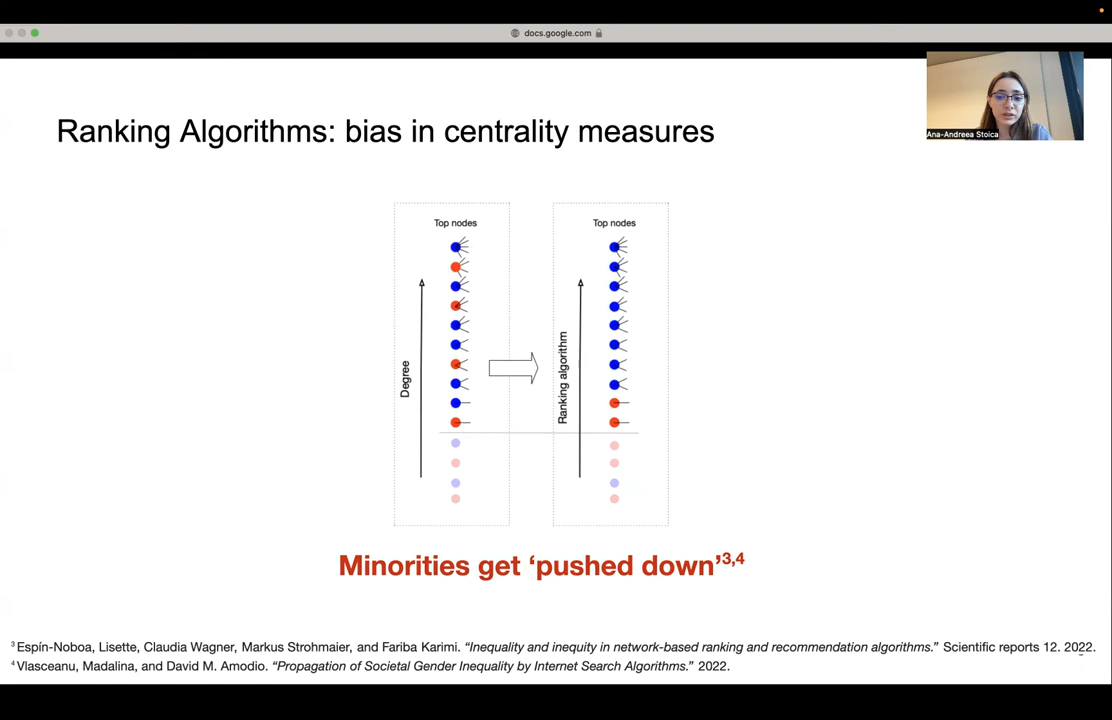 docs.google.com
Ana-Andreea Stoica
Ranking Algorithms: bias in centrality measures
Top nodes
Top nodes
Degree
Ranking algorithm
Minorities get ‘pushed down’3,4
3 Espín-Noboa, Lisette, Claudia Wagner, Markus Strohmaier, and Fariba Karimi. “Inequality and inequity in network-based ranking and recommendation algorithms.” Scientific reports 12. 2022.
4 Vlasceanu, Madalina, and David M. Amodio. “Propagation of Societal Gender Inequality by Internet Search Algorithms.” 2022.